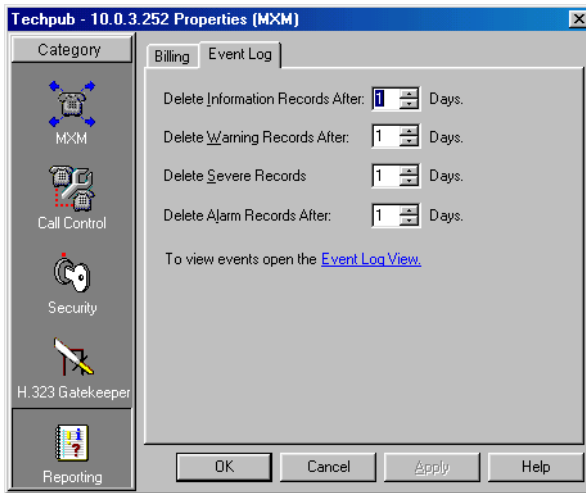 Techpub - 10.0.3.252 Properties (MXM)
Category
MXM
Call Control
Security
H.323 Gatekeeper
Reporting
Billing
Event Log
Delete Information Records After: 1 Days.
Delete Warning Records After: 1 Days.
Delete Severe Records 1 Days.
Delete Alarm Records After: 1 Days.
To view events open the Event Log View.
OK
Cancel
Apply
Help